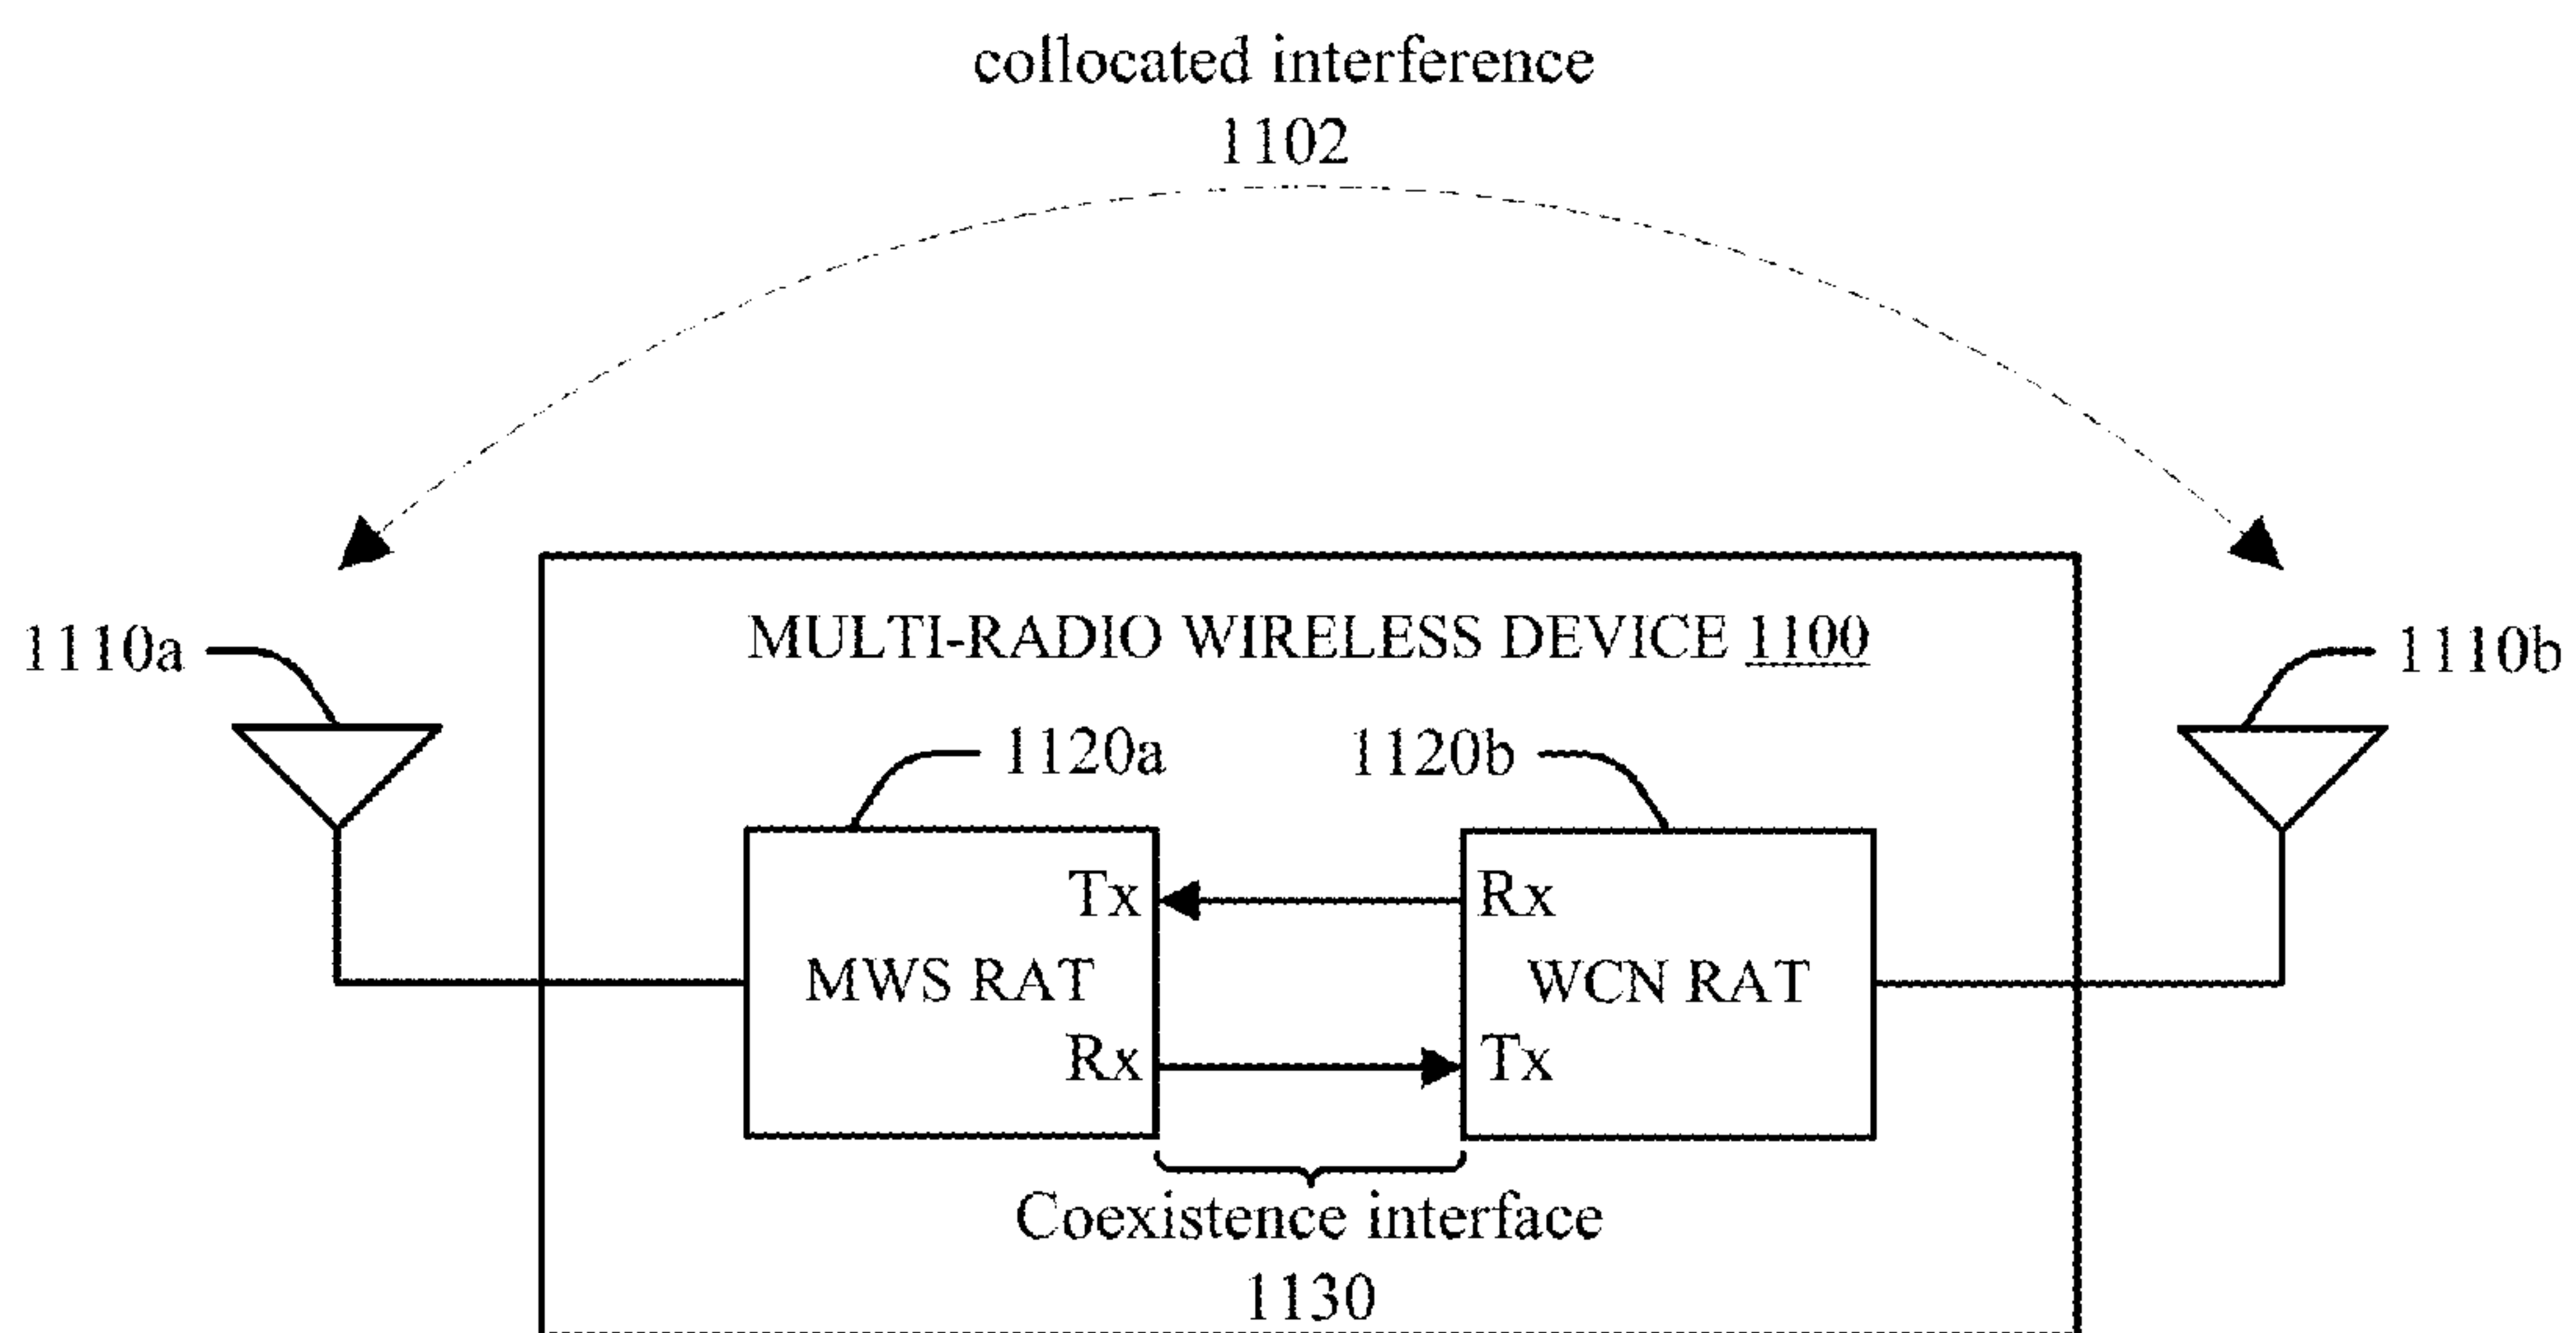 collocated interference
1102
MULTI-RADIO WIRELESS DEVICE 1100
1110a
1110b
1120a
1120b
Tx
Rx
MWS RAT
WCN RAT
Rx
Tx
Coexistence interface
1130